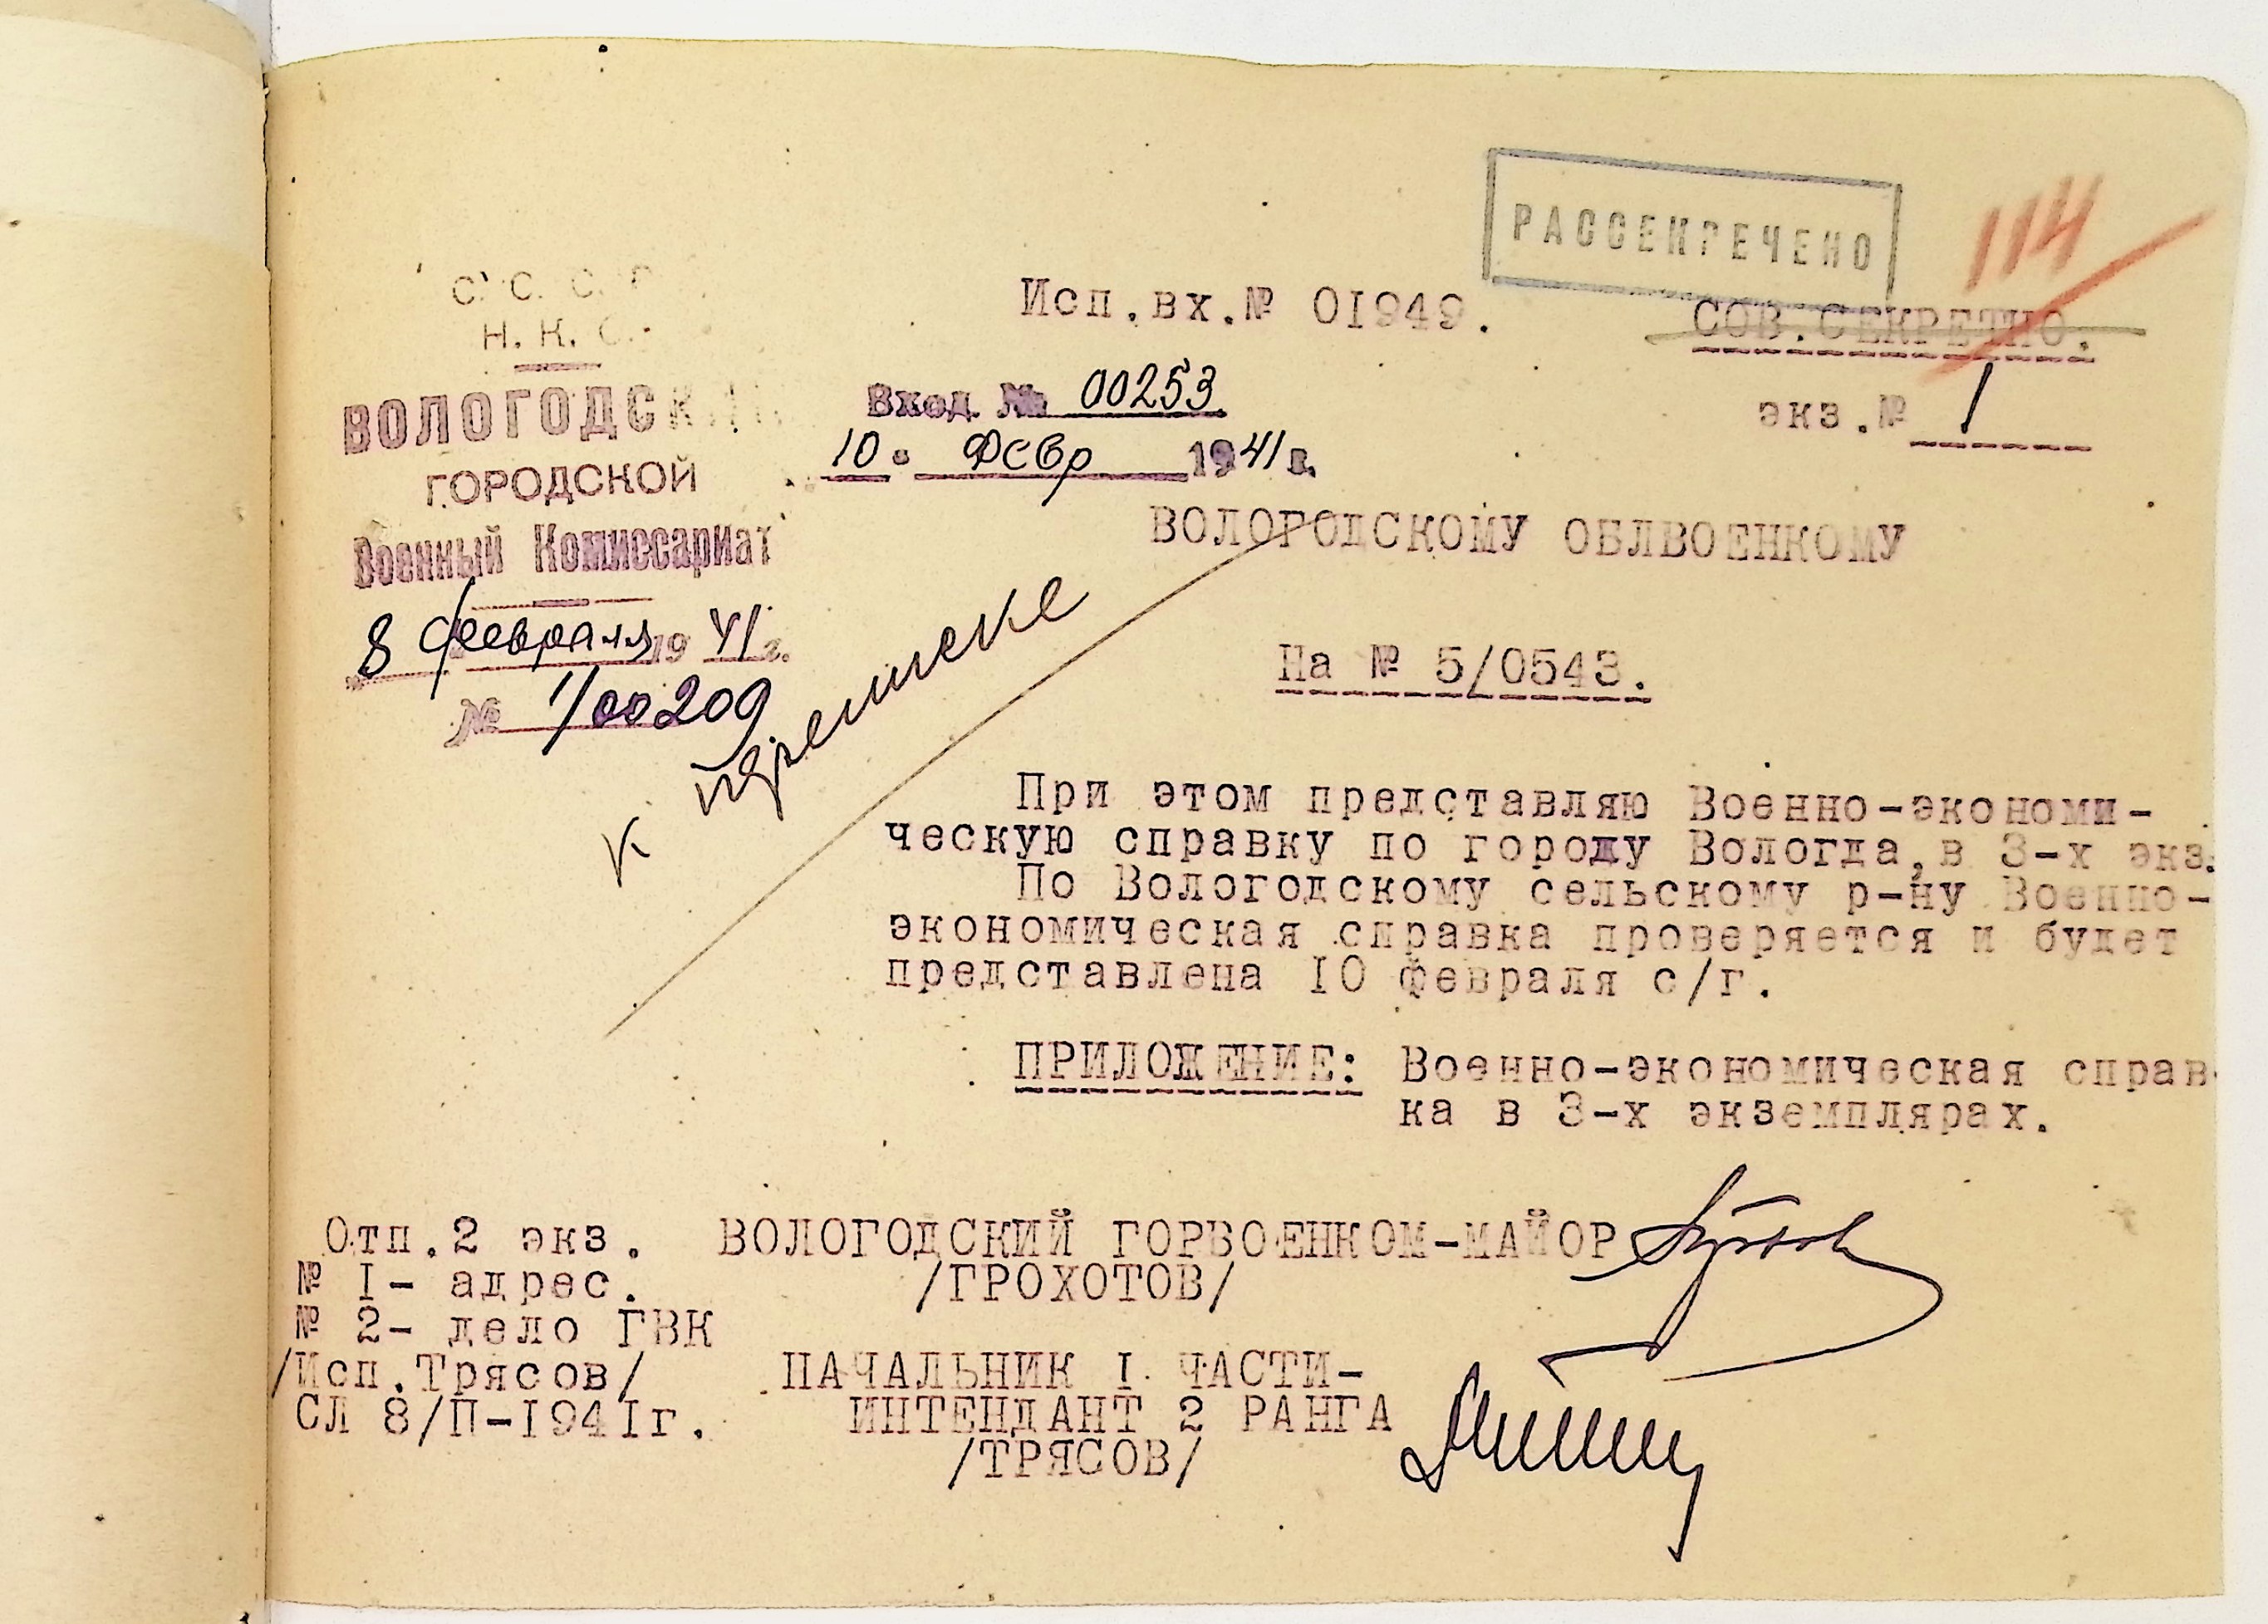 РАССЕКРЕЧЕНО
114
С. С. С. Р
Н. К. О.
Исп.вх.№ 01949.
СОВ.СЕКРЕТНО.
ВОЛОГОДСКИЙ
Вход. № 00253
экз.№ 1
ГОРОДСКОЙ
10 " Февр 1941 г.
Военный Комиссариат
ВОЛОГОДСКОМУ ОБЛВОЕНКОМУ
8 февраля 1941 г.
На № 5/0543.
№ 1/00209
К переписке
При этом представляю Военно-экономи-
ческую справку по городу Вологда,в 3-х экз.
По Вологодскому сельскому р-ну Военно-
экономическая справка проверяется и будет
представлена 10 февраля с/г.
ПРИЛОЖЕНИЕ: Военно-экономическая справ-
ка в 3-х экземплярах.
Отп.2 экз.
№ I- адрес.
№ 2- дело ГВК
/Исп.Трясов/
СЛ 8/П-1941г.
ВОЛОГОДСКИЙ ГОРВОЕНКОМ-МАЙОР
/ГРОХОТОВ/
НАЧАЛЬНИК I ЧАСТИ-
ИНТЕНДАНТ 2 РАНГА
/ТРЯСОВ/